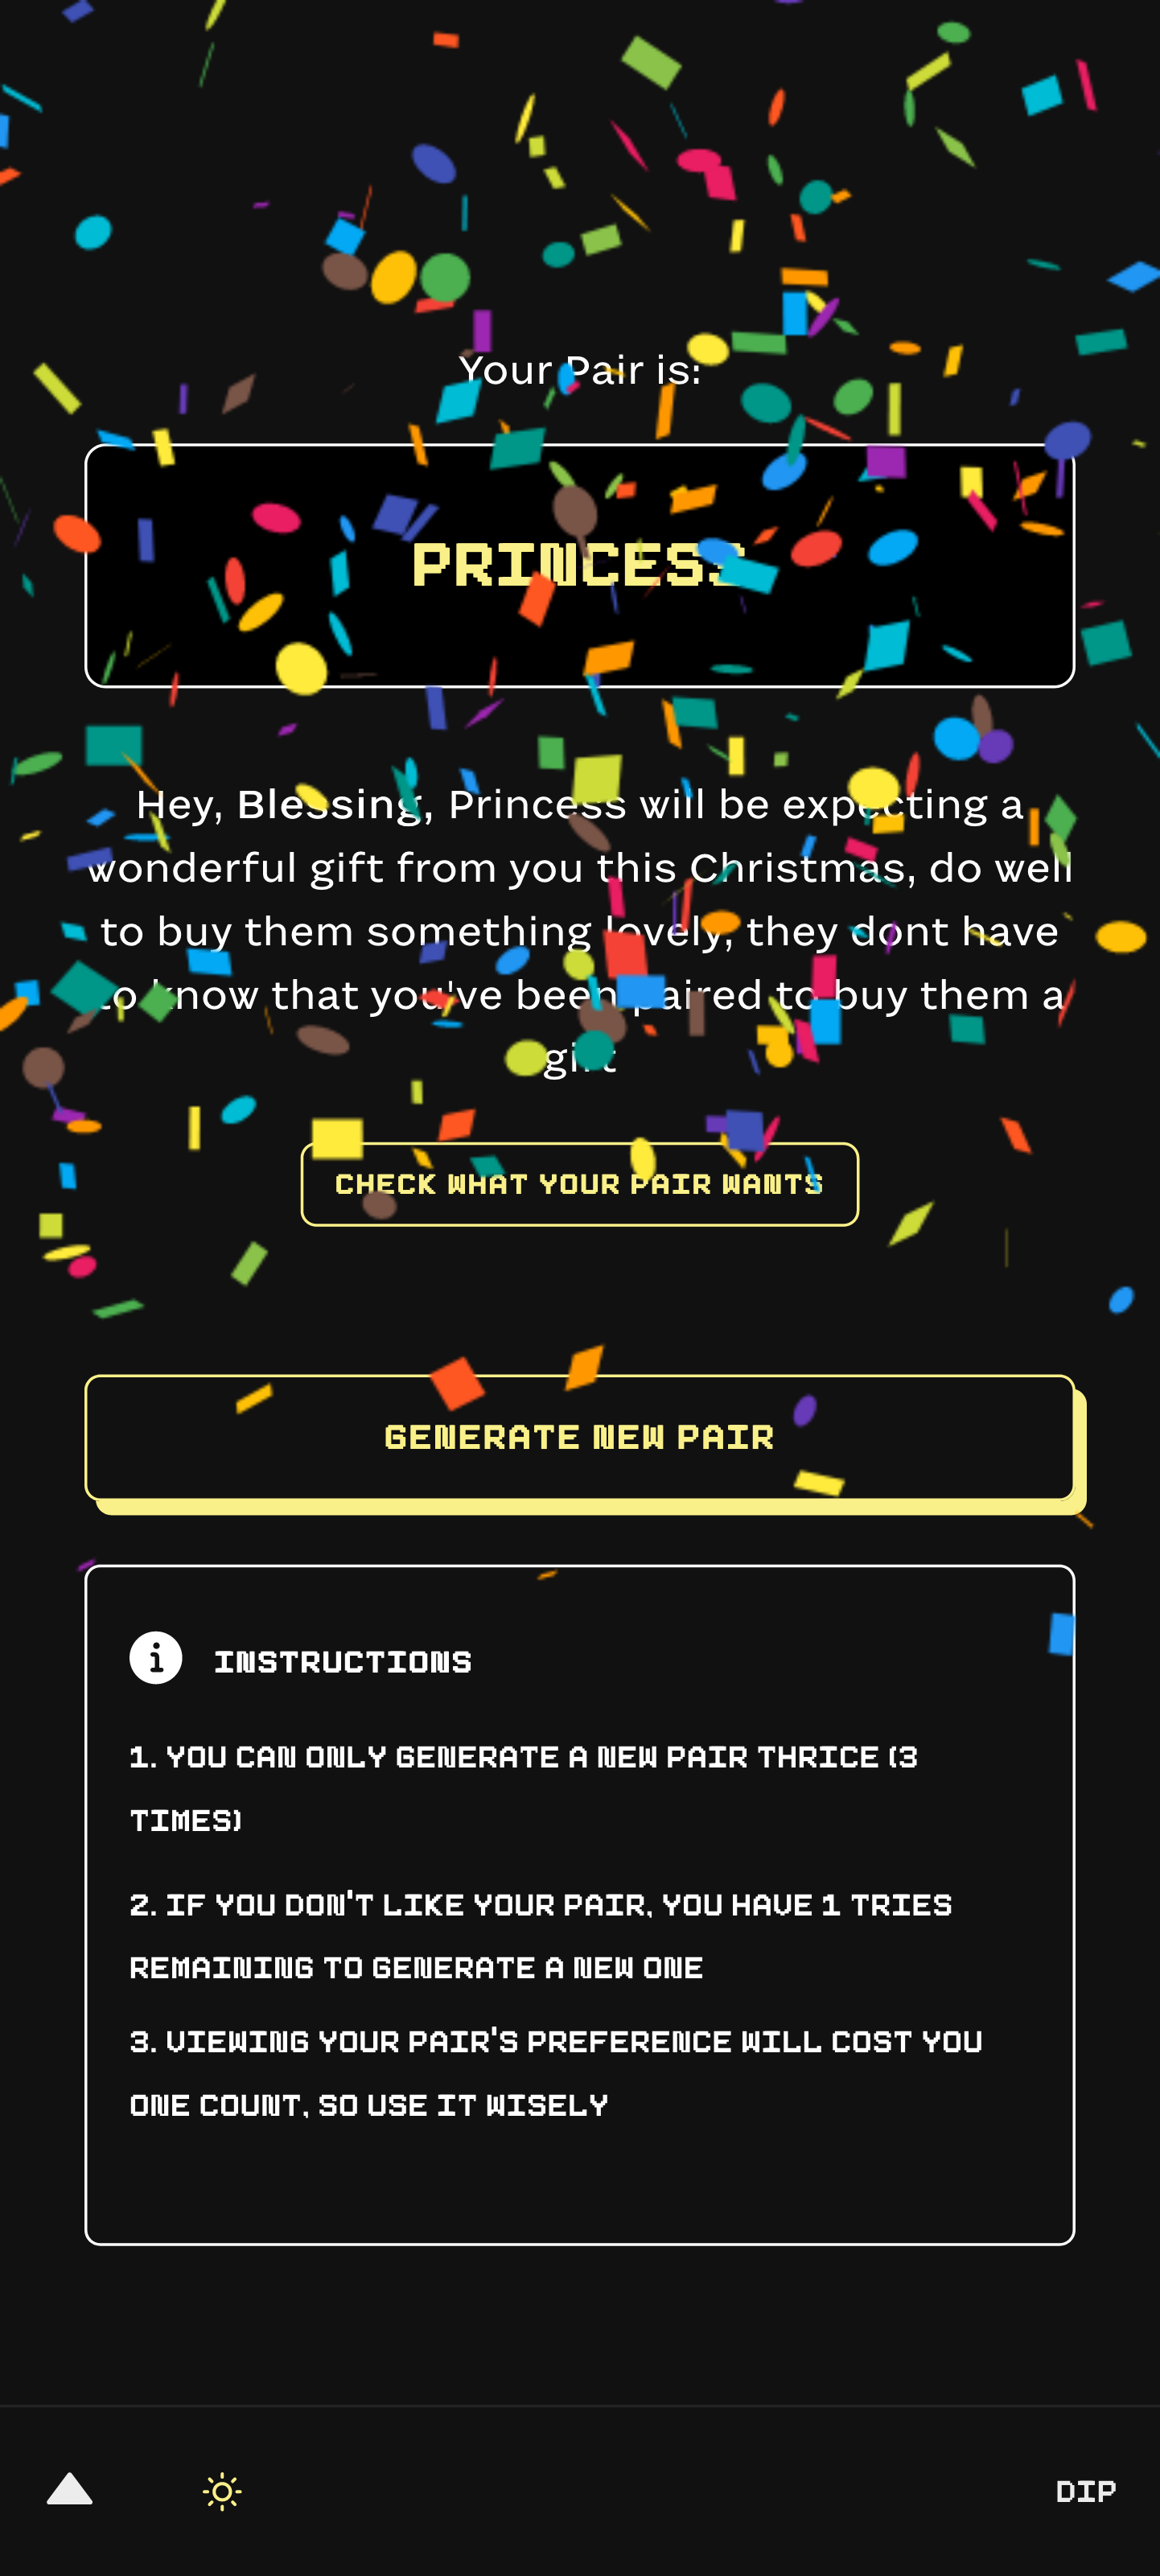 Your Pair is:
PRINCESS
Hey, Blessing, Princess will be expecting a
wonderful gift from you this Christmas, do well
to buy them something lovely, they dont have
to know that you've been paired to buy them a
gift
CHECK WHAT YOUR PAIR WANTS
GENERATE NEW PAIR
INSTRUCTIONS
1. YOU CAN ONLY GENERATE A NEW PAIR THRICE (3
TIMES)
2. IF YOU DON'T LIKE YOUR PAIR, YOU HAVE 1 TRIES
REMAINING TO GENERATE A NEW ONE
3. VIEWING YOUR PAIR'S PREFERENCE WILL COST YOU
ONE COUNT, SO USE IT WISELY
DIP